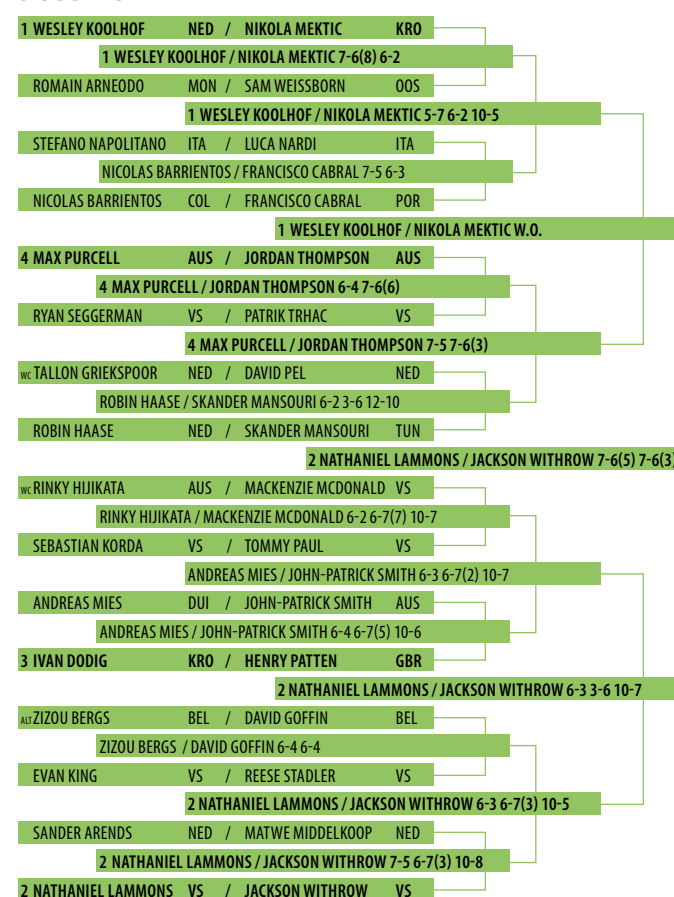 1 WESLEY KOOLHOF NED / NIKOLA MEKTIC KRO
1 WESLEY KOOLHOF / NIKOLA MEKTIC 7-6(8) 6-2
ROMAIN ARNEODO MON / SAM WEISSBORN OOS
1 WESLEY KOOLHOF / NIKOLA MEKTIC 5-7 6-2 10-5
STEFANO NAPOLITANO ITA / LUCA NARDI ITA
NICOLAS BARRIENTOS / FRANCISCO CABRAL 7-5 6-3
NICOLAS BARRIENTOS COL / FRANCISCO CABRAL POR
1 WESLEY KOOLHOF / NIKOLA MEKTIC W.O.
4 MAX PURCELL AUS / JORDAN THOMPSON AUS
4 MAX PURCELL / JORDAN THOMPSON 6-4 7-6(6)
RYAN SEGGERMAN VS / PATRIK TRHAC VS
4 MAX PURCELL / JORDAN THOMPSON 7-5 7-6(3)
WC TALLON GRIEKSPOOR NED / DAVID PEL NED
ROBIN HAASE / SKANDER MANSOURI 6-2 3-6 12-10
ROBIN HAASE NED / SKANDER MANSOURI TUN
2 NATHANIEL LAMMONS / JACKSON WITHROW 7-6(5) 7-6(3)
WC RINKY HIJIKATA AUS / MACKENZIE MCDONALD VS
RINKY HIJIKATA / MACKENZIE MCDONALD 6-2 6-7(7) 10-7
SEBASTIAN KORDA VS / TOMMY PAUL VS
ANDREAS MIES / JOHN-PATRICK SMITH 6-3 6-7(2) 10-7
ANDREAS MIES DUI / JOHN-PATRICK SMITH AUS
ANDREAS MIES / JOHN-PATRICK SMITH 6-4 6-7(5) 10-6
3 IVAN DODIG KRO / HENRY PATTEN GBR
2 NATHANIEL LAMMONS / JACKSON WITHROW 6-3 3-6 10-7
ALT ZIZOU BERGS BEL / DAVID GOFFIN BEL
ZIZOU BERGS / DAVID GOFFIN 6-4 6-4
EVAN KING VS / REESE STADLER VS
2 NATHANIEL LAMMONS / JACKSON WITHROW 6-3 6-7(3) 10-5
SANDER ARENDS NED / MATWE MIDDELKOOP NED
2 NATHANIEL LAMMONS / JACKSON WITHROW 7-5 6-7(3) 10-8
2 NATHANIEL LAMMONS VS / JACKSON WITHROW VS